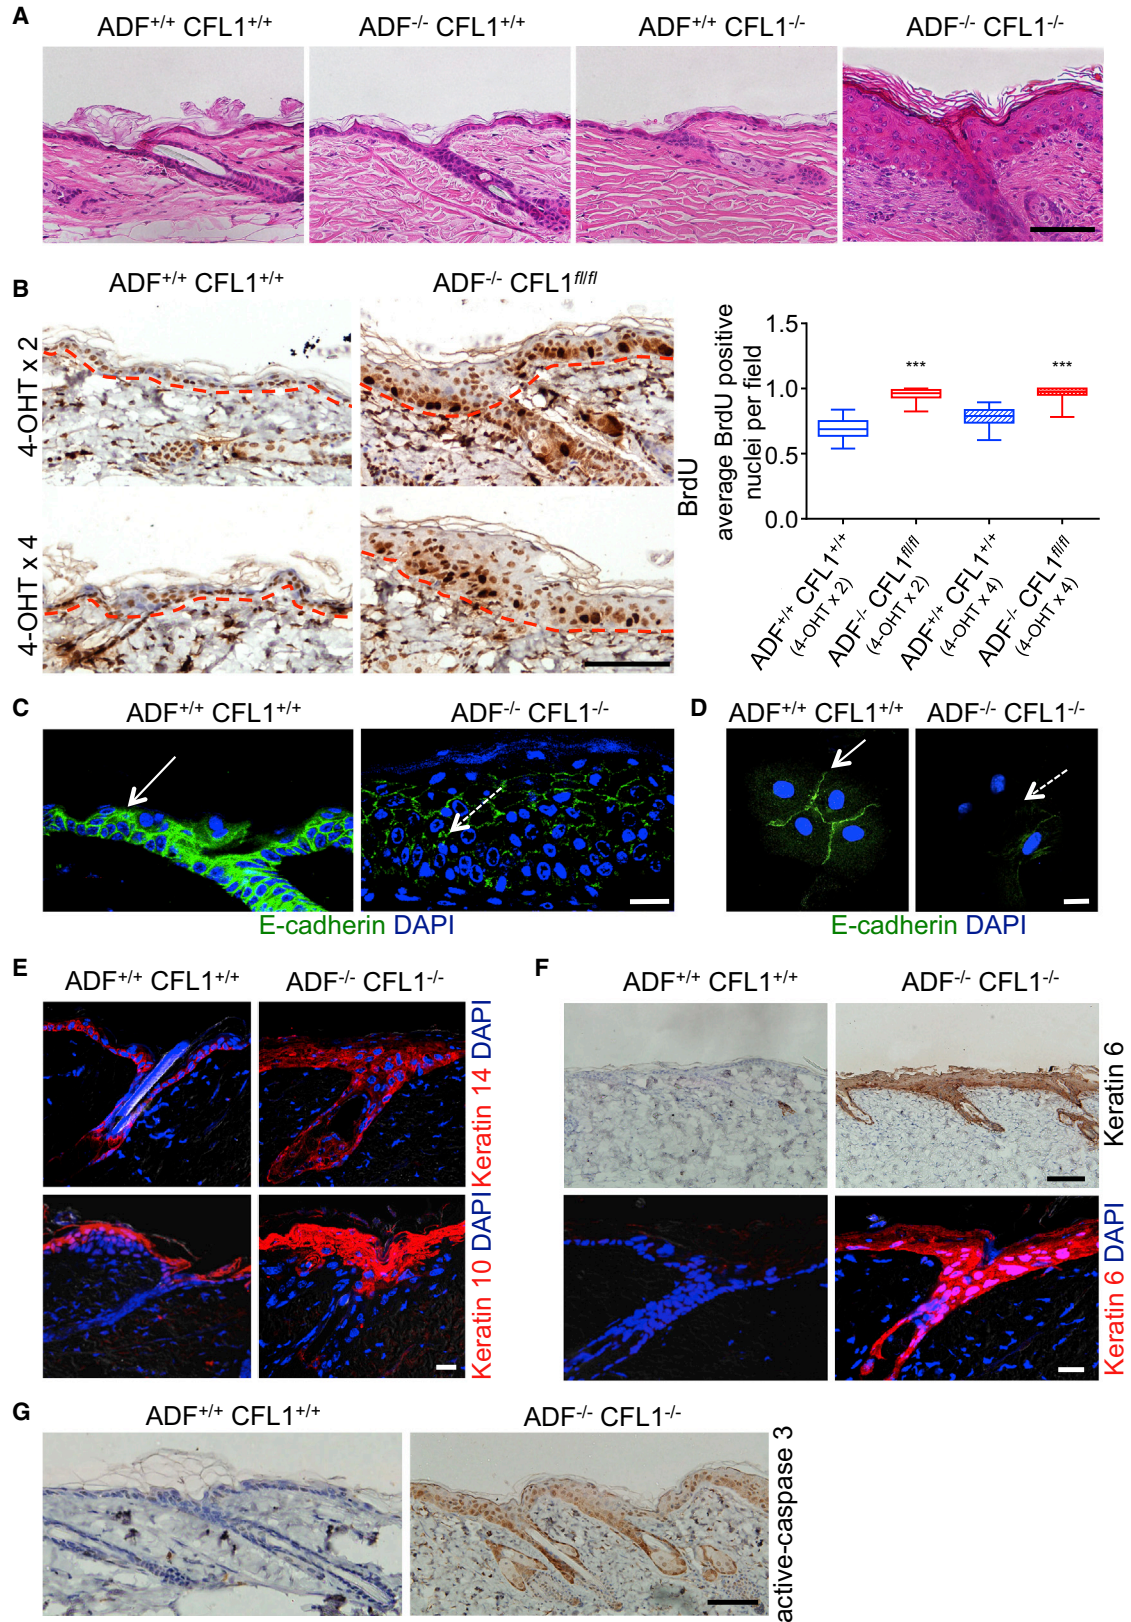 A
ADF+/+ CFL1+/+
ADF-/- CFL1+/+
ADF+/+ CFL1-/-
ADF-/- CFL1-/-
B
ADF+/+ CFL1+/+
ADF-/- CFL1fl/fl
4-OHT x 2
4-OHT x 4
BrdU
average BrdU positive
nuclei per field
1.5
1.0
0.5
0.0
***
***
ADF+/+ CFL1+/+
(4-OHT x 2)
ADF-/- CFL1fl/fl
(4-OHT x 2)
ADF+/+ CFL1+/+
(4-OHT x 4)
ADF-/- CFL1fl/fl
(4-OHT x 4)
C
ADF+/+ CFL1+/+
ADF-/- CFL1-/-
E-cadherin DAPI
D
ADF+/+ CFL1+/+
ADF-/- CFL1-/-
E-cadherin DAPI
E
ADF+/+ CFL1+/+
ADF-/- CFL1-/-
Keratin 14 DAPI
Keratin 10 DAPI
F
ADF+/+ CFL1+/+
ADF-/- CFL1-/-
Keratin 6
Keratin 6 DAPI
G
ADF+/+ CFL1+/+
ADF-/- CFL1-/-
active-caspase 3